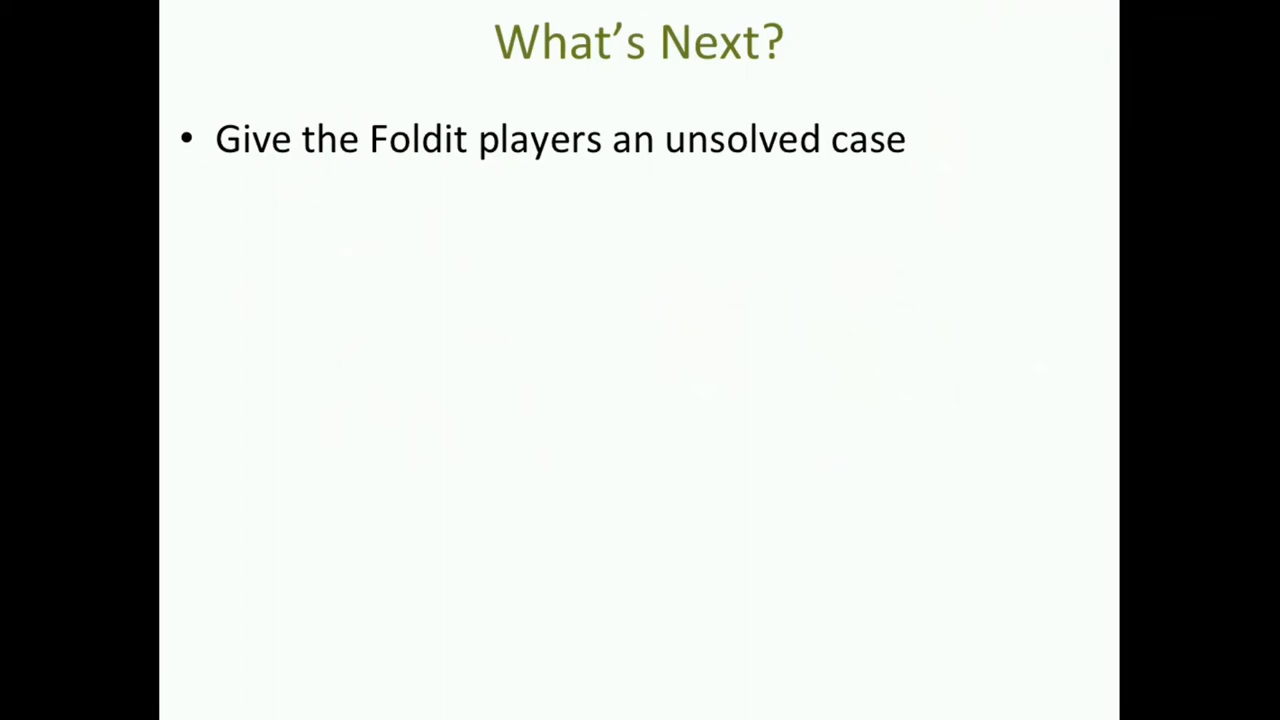 What’s Next?
• Give the Foldit players an unsolved case